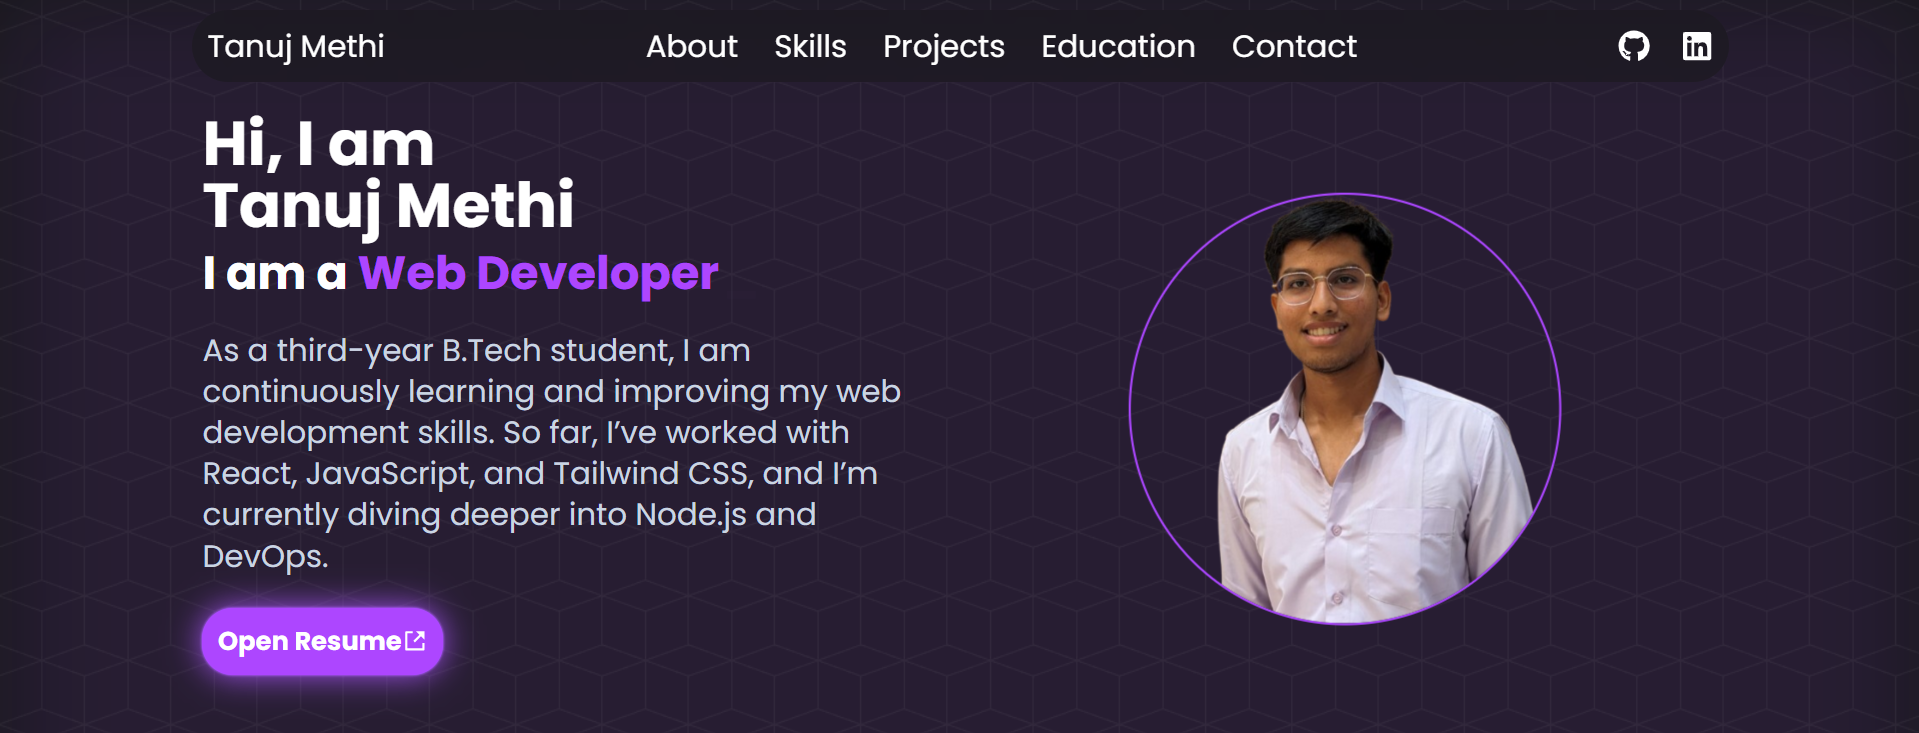 Tanuj Methi
About Skills Projects Education Contact
in
Hi, I am
Tanuj Methi
I am a Web Developer
As a third-year B.Tech student, I am
continuously learning and improving my web
development skills. So far, I’ve worked with
React, JavaScript, and Tailwind CSS, and I’m
currently diving deeper into Node.js and
DevOps.
Open Resume